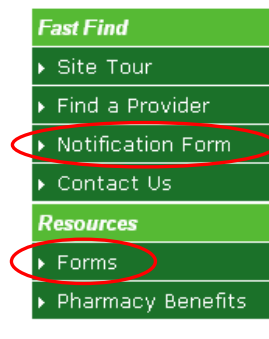 Fast Find
Site Tour
Find a Provider
Notification Form
Contact Us
Resources
Forms
Pharmacy Benefits